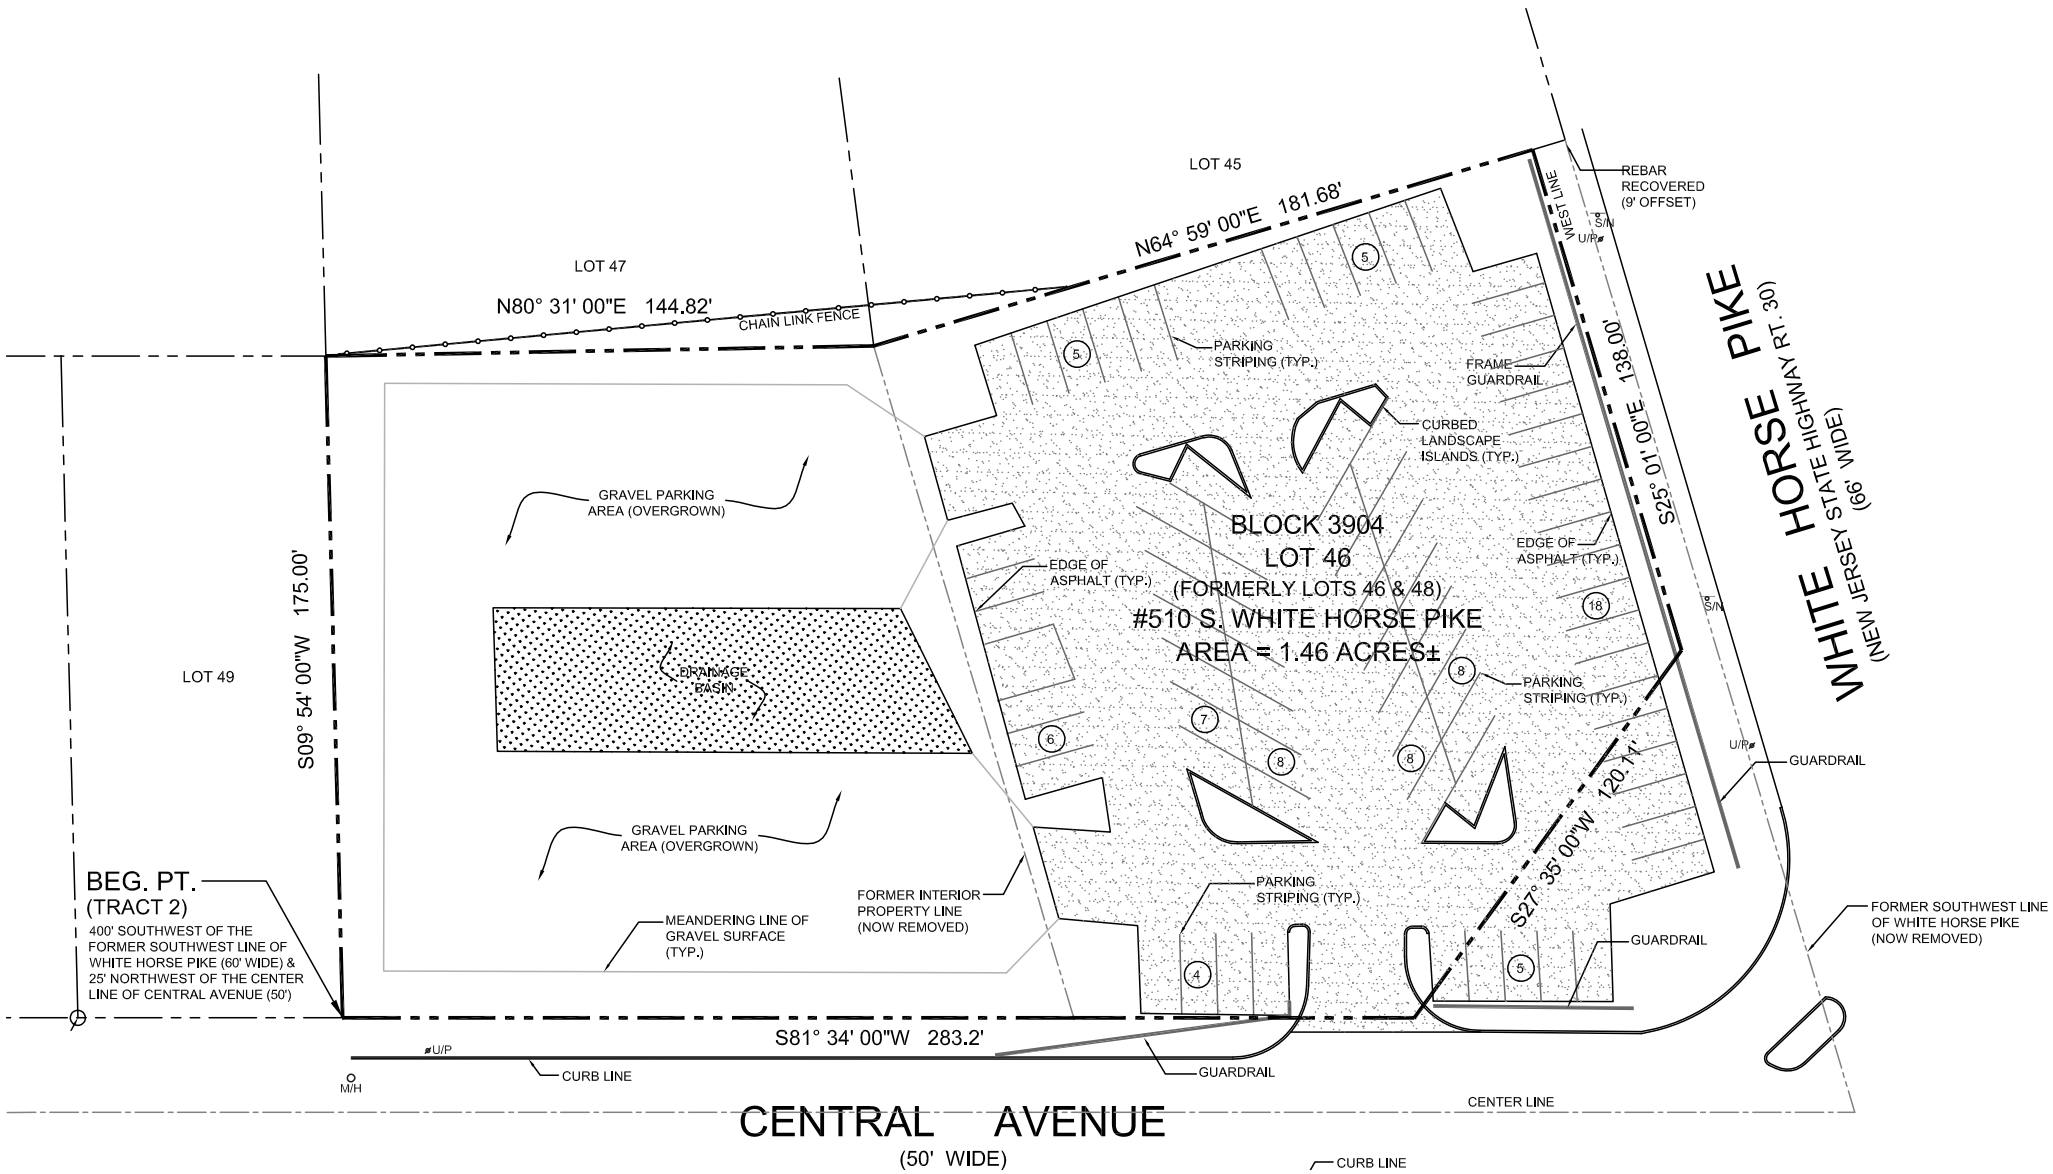 LOT 45
REBAR
RECOVERED
(9' OFFSET)
WEST LINE
S/N
U/P
N64° 59' 00"E 181.68'
LOT 47
N80° 31' 00"E 144.82'
CHAIN LINK FENCE
5
5
PARKING
STRIPING (TYP.)
FRAME
GUARDRAIL
S25° 01' 00"E 138.00'
WHITE HORSE PIKE
(NEW JERSEY STATE HIGHWAY RT. 30)
(66' WIDE)
CURBED
LANDSCAPE
ISLANDS (TYP.)
GRAVEL PARKING
AREA (OVERGROWN)
BLOCK 3904
LOT 46
(FORMERLY LOTS 46 & 48)
#510 S. WHITE HORSE PIKE
AREA = 1.46 ACRES±
EDGE OF
ASPHALT (TYP.)
EDGE OF
ASPHALT (TYP.)
18
S/N
S09° 54' 00"W 175.00'
LOT 49
DRAINAGE
BASIN
8
PARKING
STRIPING (TYP.)
7
6
8
8
U/P
GUARDRAIL
S27° 35' 00"W 120.11'
GRAVEL PARKING
AREA (OVERGROWN)
BEG. PT.
(TRACT 2)
400' SOUTHWEST OF THE
FORMER SOUTHWEST LINE OF
WHITE HORSE PIKE (60' WIDE) &
25' NORTHWEST OF THE CENTER
LINE OF CENTRAL AVENUE (50')
FORMER INTERIOR
PROPERTY LINE
(NOW REMOVED)
PARKING
STRIPING (TYP.)
MEANDERING LINE OF
GRAVEL SURFACE
(TYP.)
FORMER SOUTHWEST LINE
OF WHITE HORSE PIKE
(NOW REMOVED)
GUARDRAIL
4
5
S81° 34' 00"W 283.2'
U/P
M/H
CURB LINE
GUARDRAIL
CENTER LINE
CENTRAL AVENUE
(50' WIDE)
CURB LINE